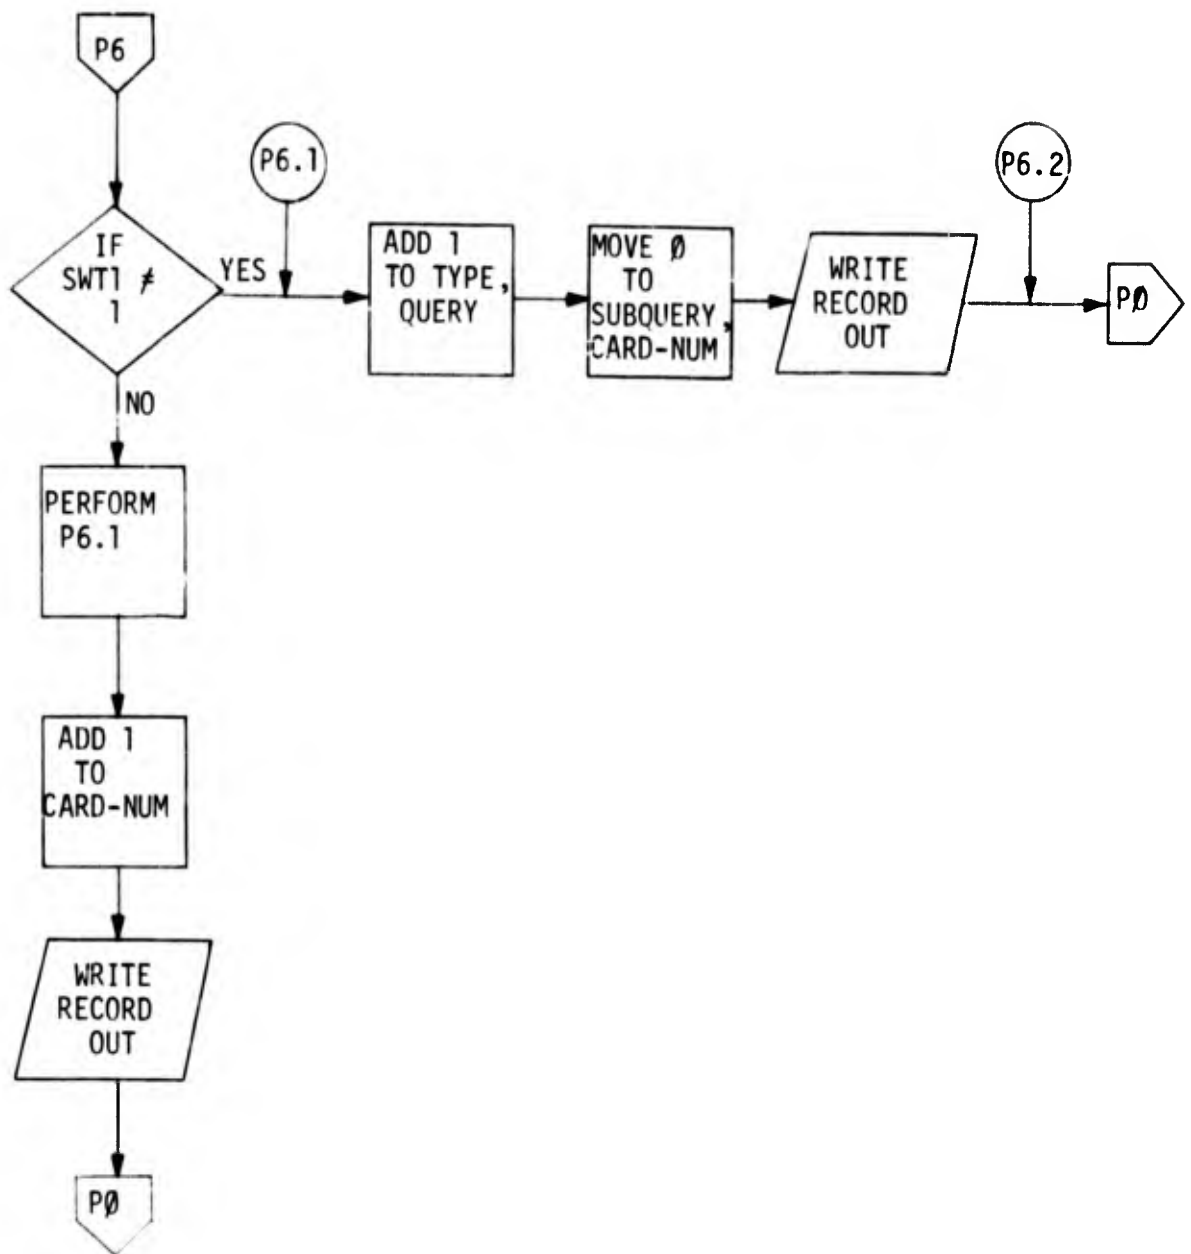 P6
P6.1
P6.2
IF
SWT1 ≠
1
YES
ADD 1
TO TYPE,
QUERY
MOVE Ø
TO
SUBQUERY,
CARD-NUM
WRITE
RECORD
OUT
PØ
NO
PERFORM
P6.1
ADD 1
TO
CARD-NUM
WRITE
RECORD
OUT
PØ